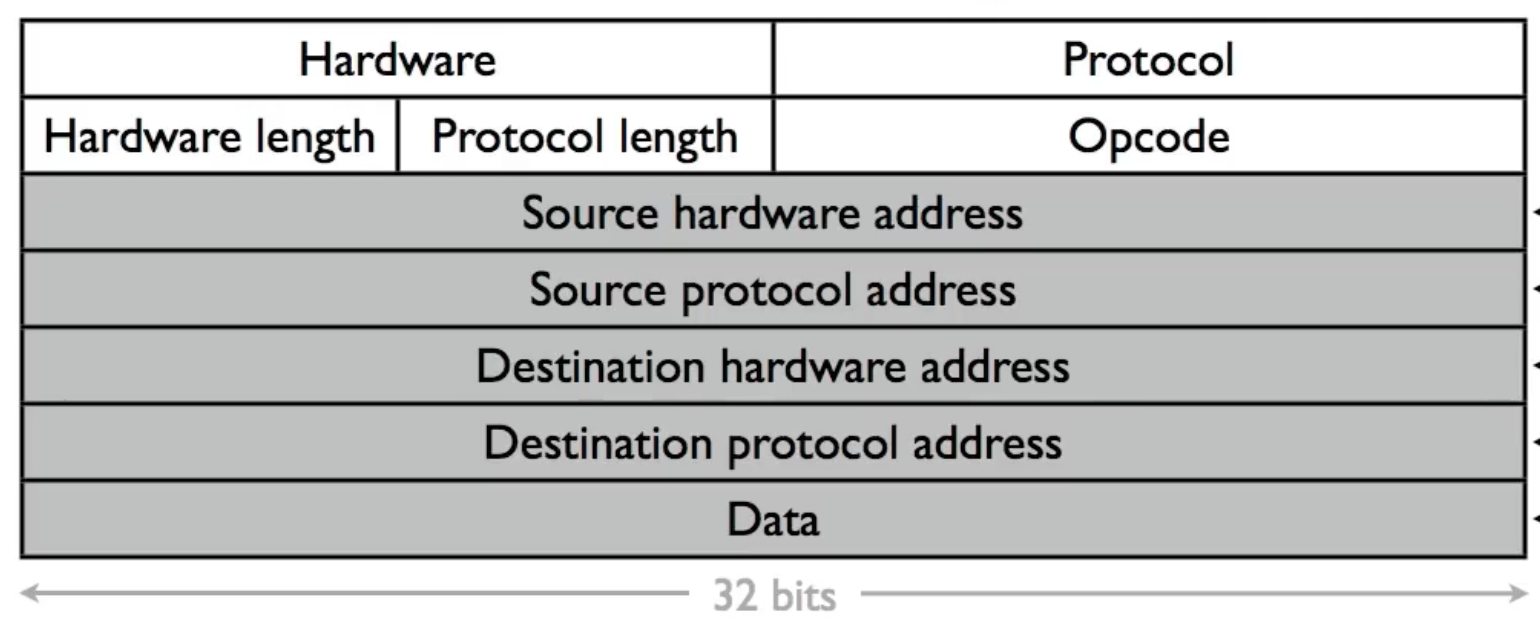 Hardware Protocol
Hardware length Protocol length Opcode
Source hardware address
Source protocol address
Destination hardware address
Destination protocol address
Data
32 bits